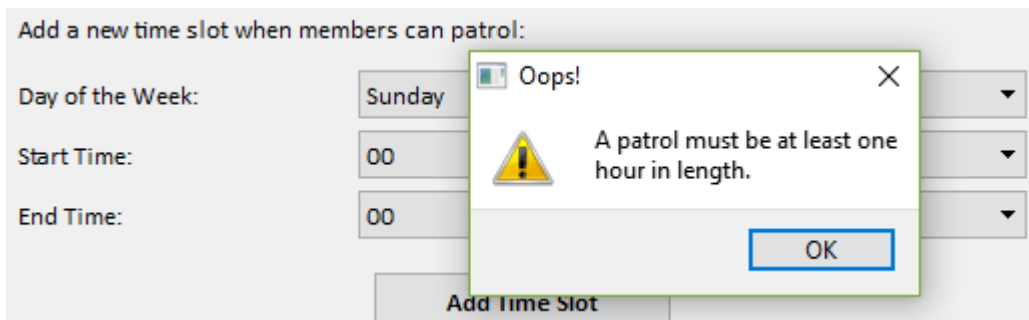 Add a new time slot when members can patrol:
Oops!
Day of the Week:
Sunday
A patrol must be at least one
hour in length.
Start Time:
00
End Time:
00
OK
Add Time Slot